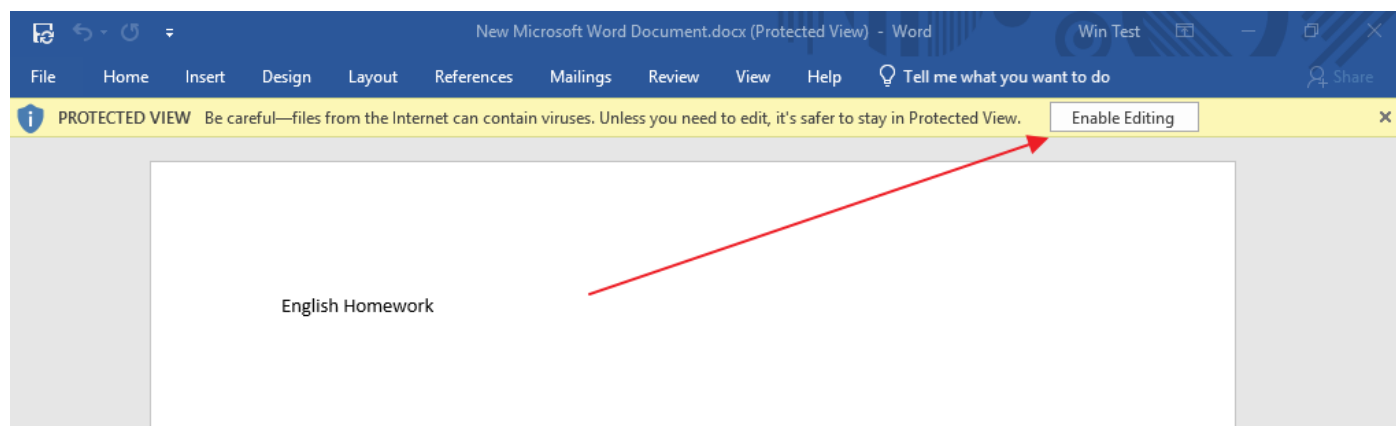 New Microsoft Word Document.docx (Protected View) - Word Win Test
File Home Insert Design Layout References Mailings Review View Help Tell me what you want to do Share
PROTECTED VIEW Be careful—files from the Internet can contain viruses. Unless you need to edit, it's safer to stay in Protected View. Enable Editing
English Homework